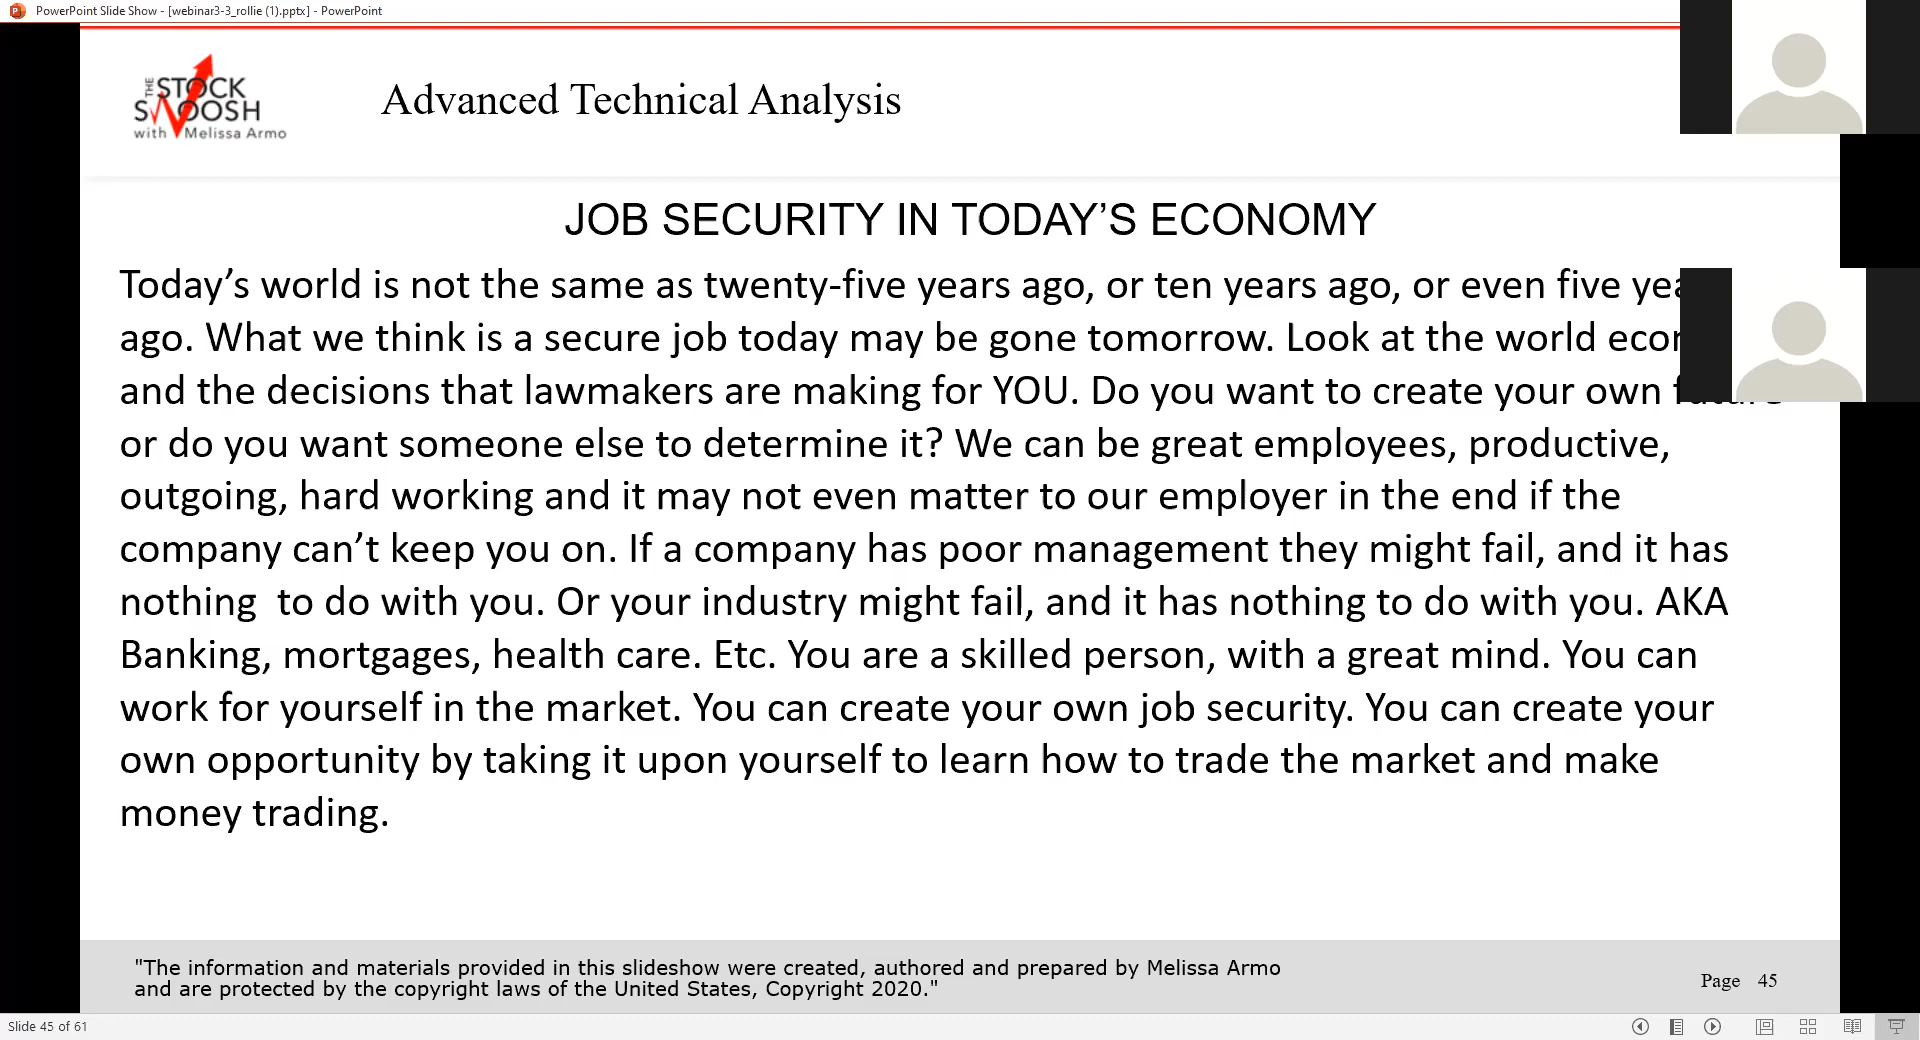 PowerPoint Slide Show - [webinar3-3_rollie (1).pptx] - PowerPoint
THE
STOCK
SWOOSH
with Melissa Armo
Advanced Technical Analysis
JOB SECURITY IN TODAY’S ECONOMY
Today’s world is not the same as twenty-five years ago, or ten years ago, or even five
ago. What we think is a secure job today may be gone tomorrow. Look at the world
and the decisions that lawmakers are making for YOU. Do you want to create your own
or do you want someone else to determine it? We can be great employees, productive,
outgoing, hard working and it may not even matter to our employer in the end if the
company can’t keep you on. If a company has poor management they might fail, and it has
nothing  to do with you. Or your industry might fail, and it has nothing to do with you. AKA
Banking, mortgages, health care. Etc. You are a skilled person, with a great mind. You can
work for yourself in the market. You can create your own job security. You can create your
own opportunity by taking it upon yourself to learn how to trade the market and make
money trading.
"The information and materials provided in this slideshow were created, authored and prepared by Melissa Armo
and are protected by the copyright laws of the United States, Copyright 2020."
Page 45
Slide 45 of 61